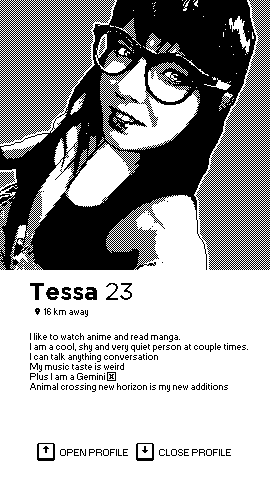 Tessa 23
16 km away
I like to watch anime and read manga.
I am a cool, shy and very quiet person at couple times.
I can talk anything conversation
My music taste is weird
Plus I am a Gemini
Animal crossing new horizon is my new additions
OPEN PROFILE CLOSE PROFILE